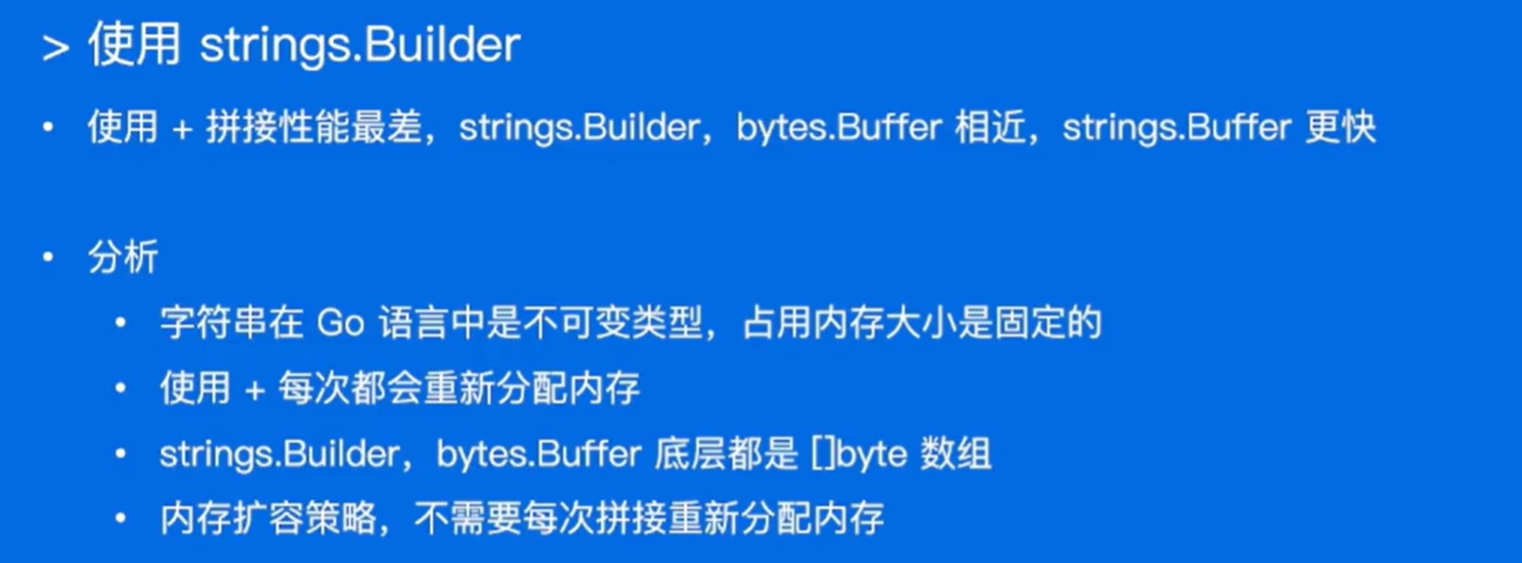 > 使用 strings.Builder
• 使用 + 拼接性能最差，strings.Builder，bytes.Buffer 相近，strings.Buffer 更快
• 分析
• 字符串在 Go 语言中是不可变类型，占用内存大小是固定的
• 使用 + 每次都会重新分配内存
• strings.Builder，bytes.Buffer 底层都是 []byte 数组
• 内存扩容策略，不需要每次拼接重新分配内存